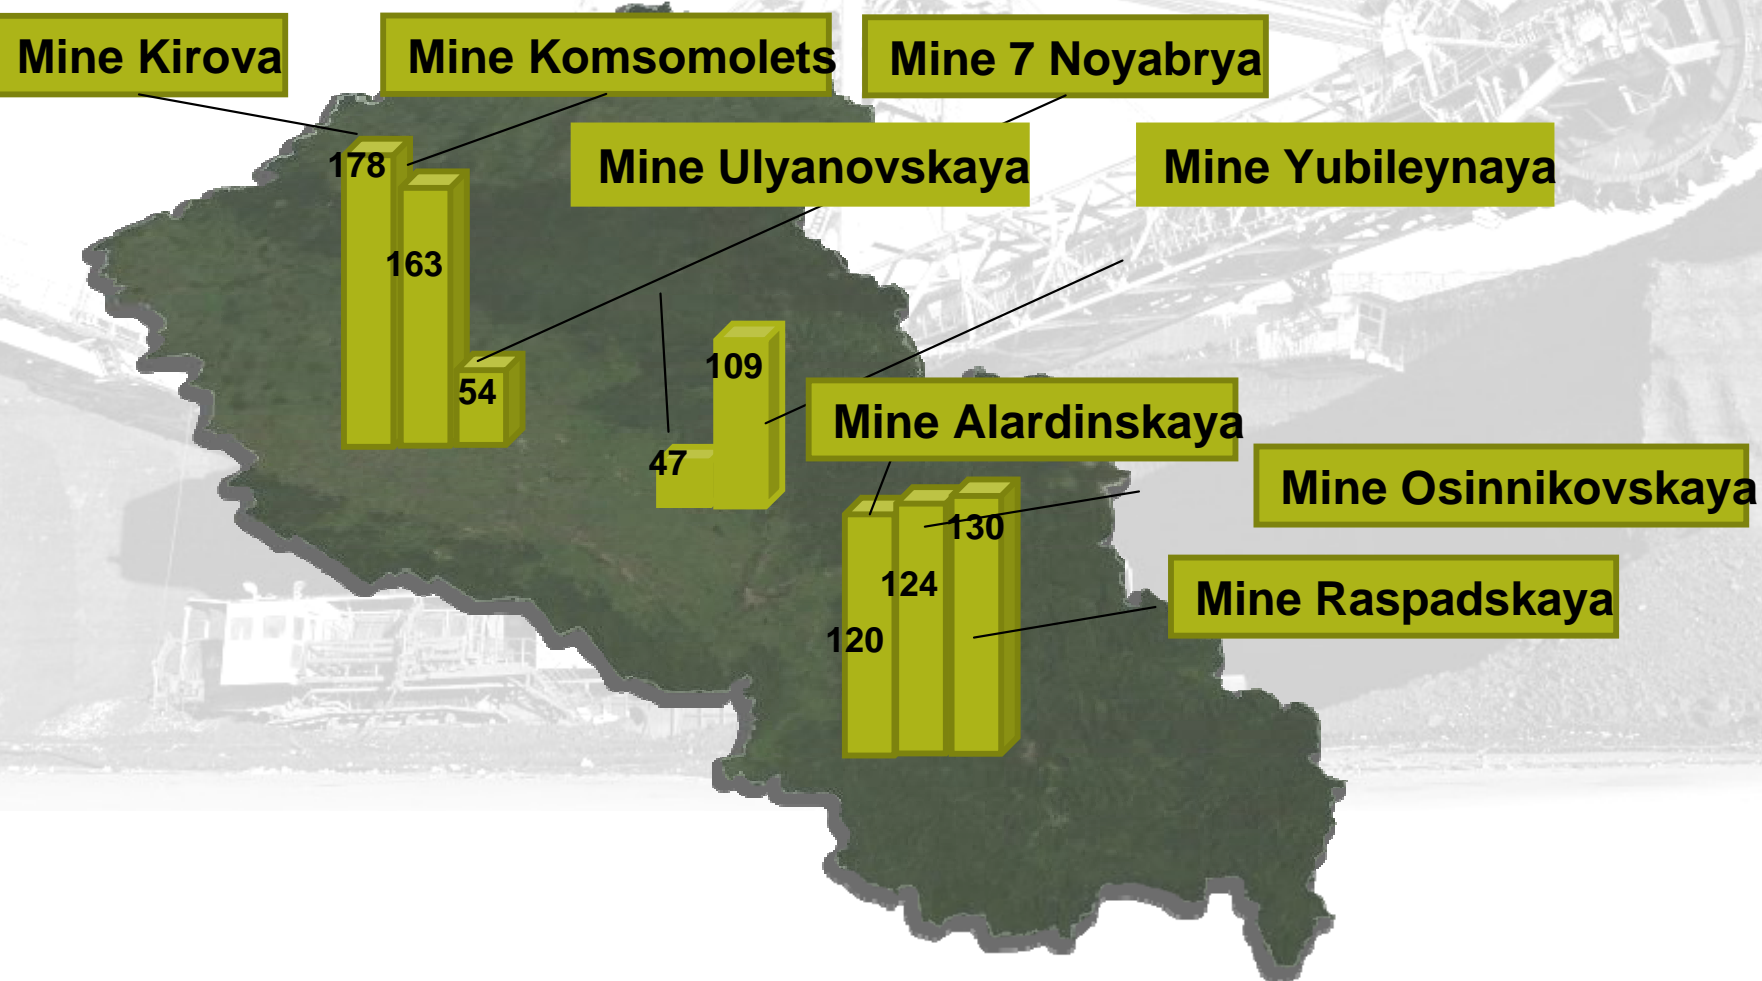 Mine Kirova
Mine Komsomolets
Mine 7 Noyabrya
Mine Ulyanovskaya
Mine Yubileynaya
178
163
54
109
47
Mine Alardinskaya
Mine Osinnikovskaya
130
124
120
Mine Raspadskaya